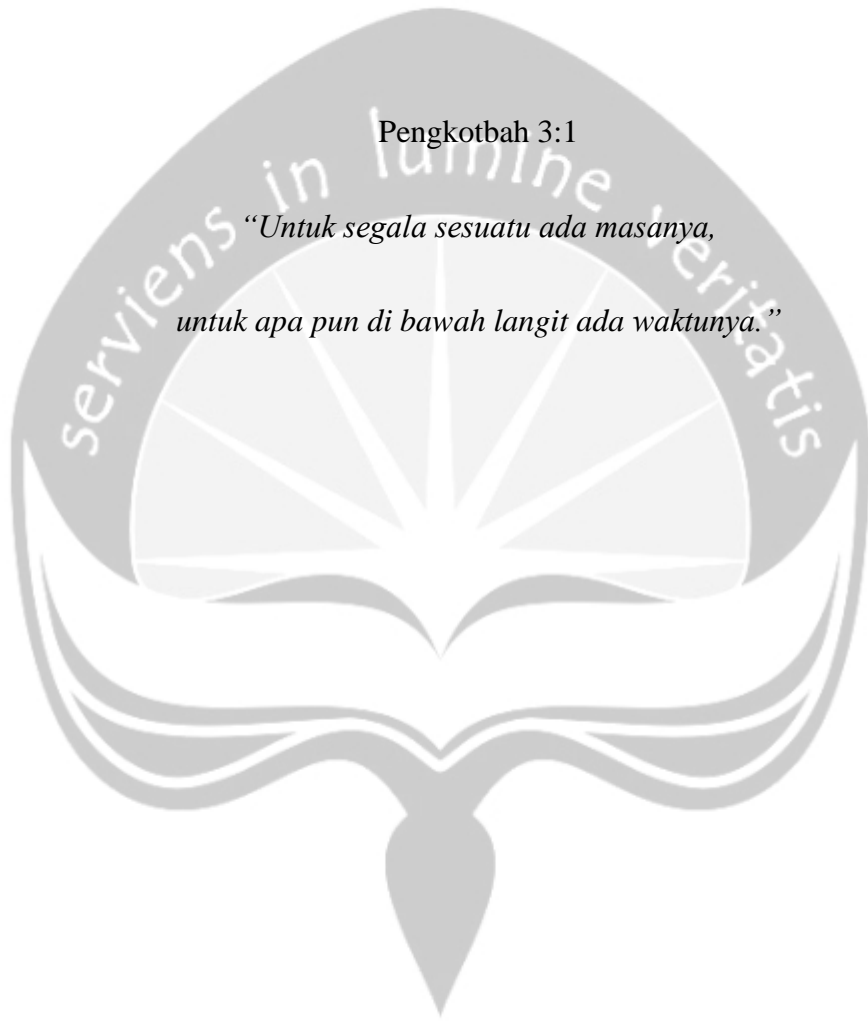 Pengkotbah 3:1
serviens in lumine veritatis
“Untuk segala sesuatu ada masanya,
untuk apa pun di bawah langit ada waktunya.”